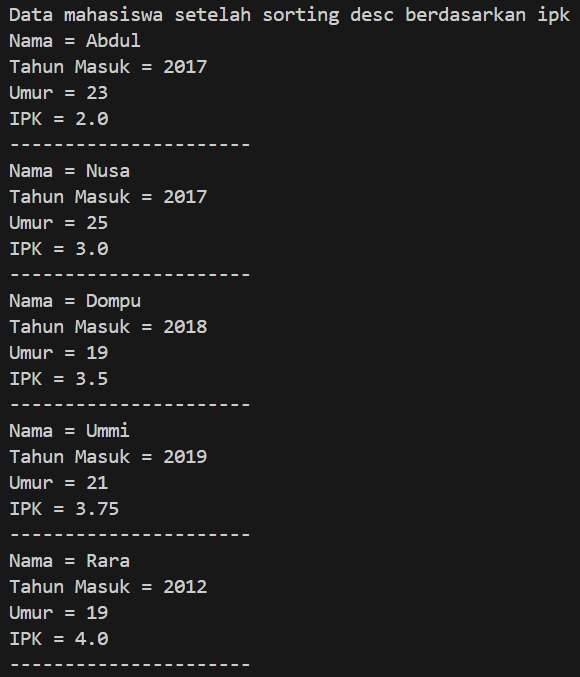 Data mahasiswa setelah sorting desc berdasarkan ipk
Nama = Abdul
Tahun Masuk = 2017
Umur = 23
IPK = 2.0
----------------------
Nama = Nusa
Tahun Masuk = 2017
Umur = 25
IPK = 3.0
----------------------
Nama = Dompu
Tahun Masuk = 2018
Umur = 19
IPK = 3.5
----------------------
Nama = Ummi
Tahun Masuk = 2019
Umur = 21
IPK = 3.75
----------------------
Nama = Rara
Tahun Masuk = 2012
Umur = 19
IPK = 4.0
----------------------